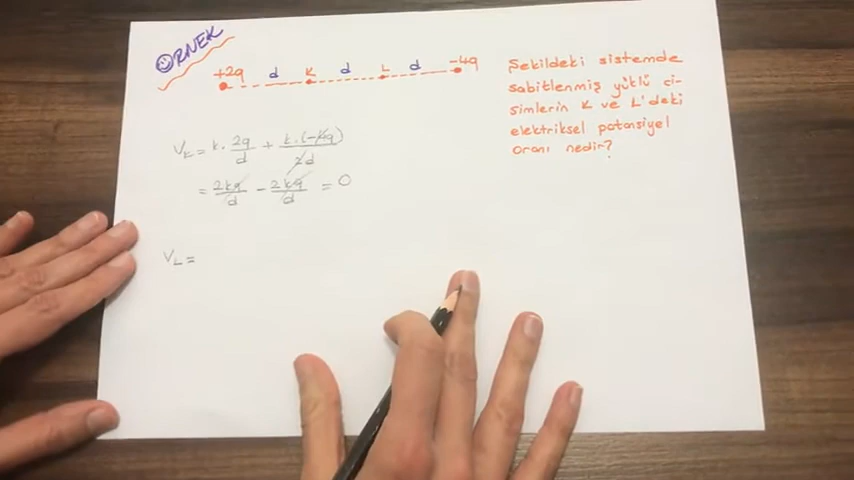 ÖRNEK
+2q d K d L d -4q
Şekildeki sistemde
sabitlenmiş yüklü ci-
simlerin K ve L'deki
elektriksel potansiyel
oranı nedir?
V_K = k. 2q/d + k.(-4q)/2d
= 2kq/d - 2kq/d = 0
V_L =